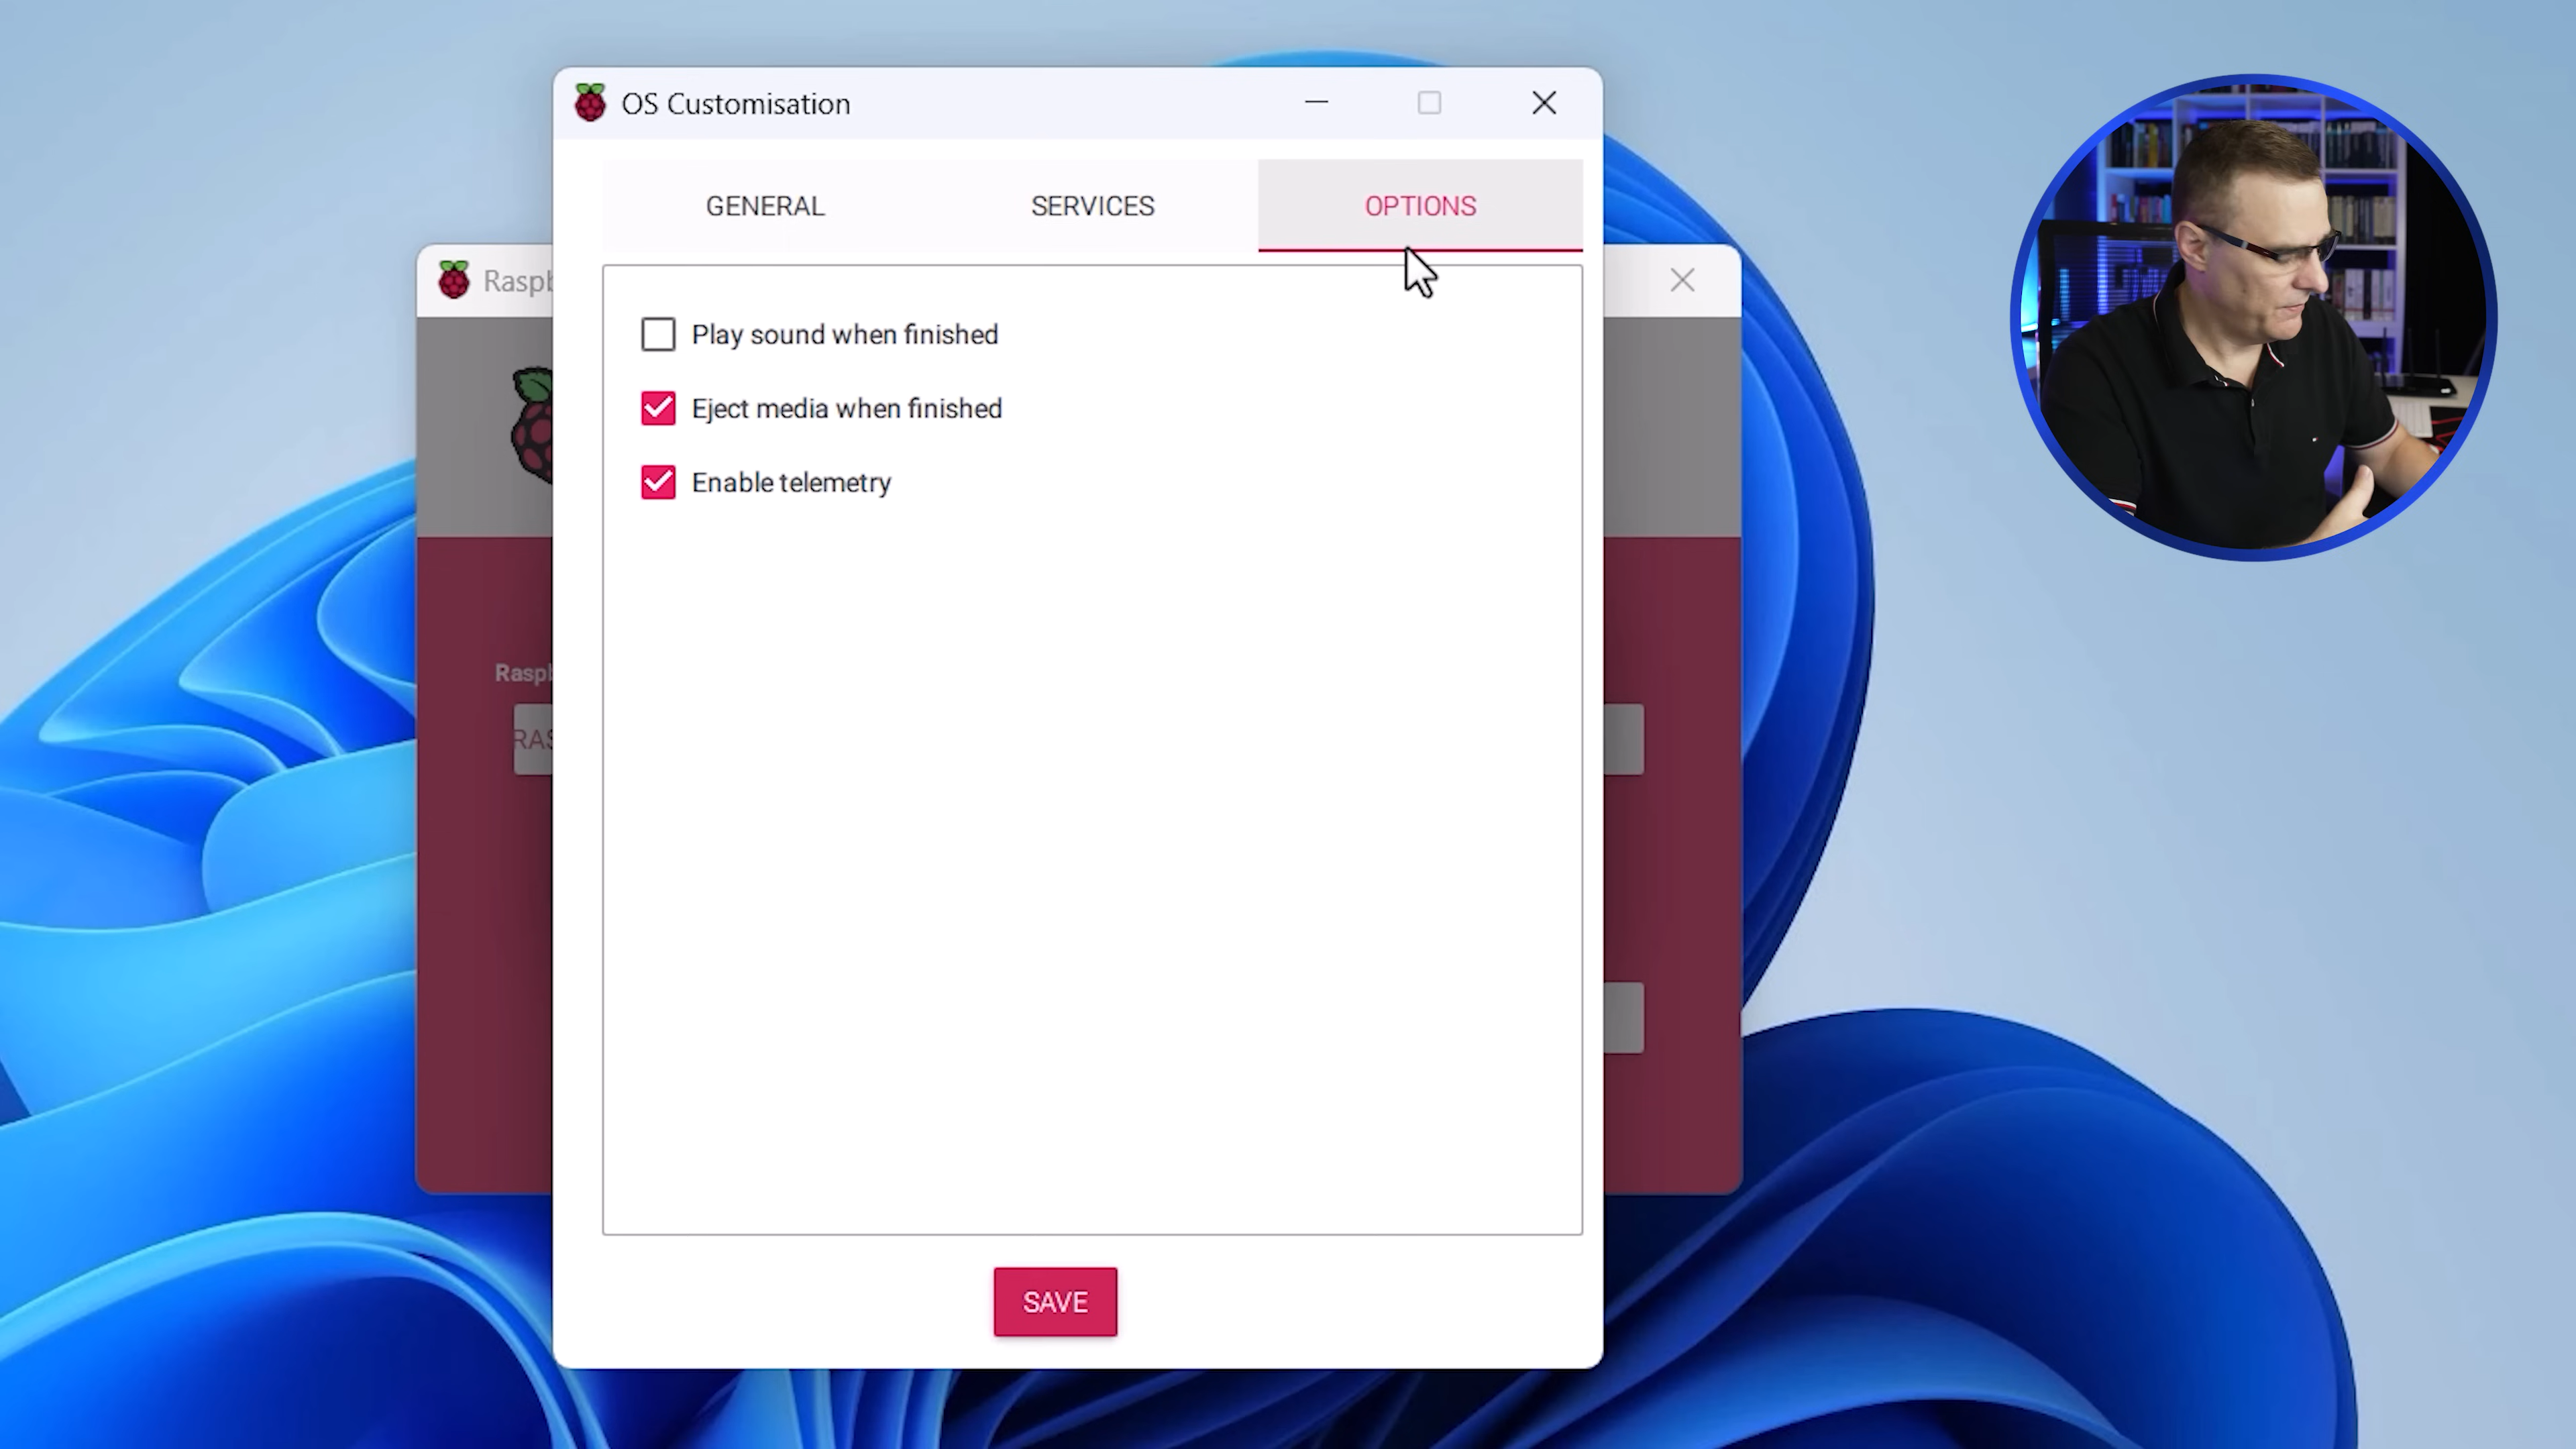 OS Customisation
GENERAL
SERVICES
OPTIONS
Play sound when finished
Eject media when finished
Enable telemetry
SAVE